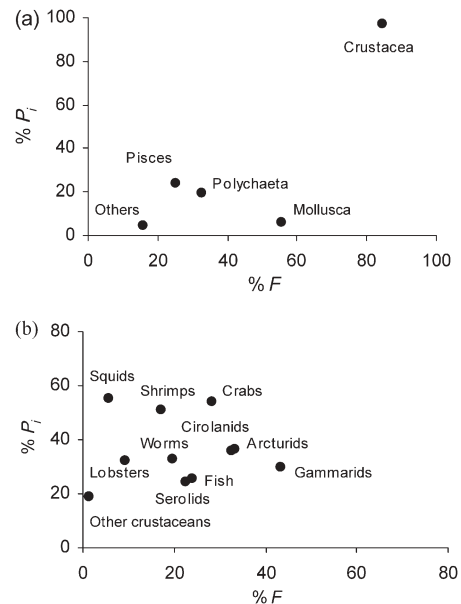 (a)
100
80
60
40
20
0
% Pi
Crustacea
Pisces
Polychaeta
Others
Mollusca
0 20 40 60 80 100
% F
(b)
80
60
40
20
0
% Pi
Squids
Shrimps Crabs
Cirolanids
Worms Arcturids
Lobsters Fish Gammarids
Serolids
Other crustaceans
0 20 40 60 80
% F